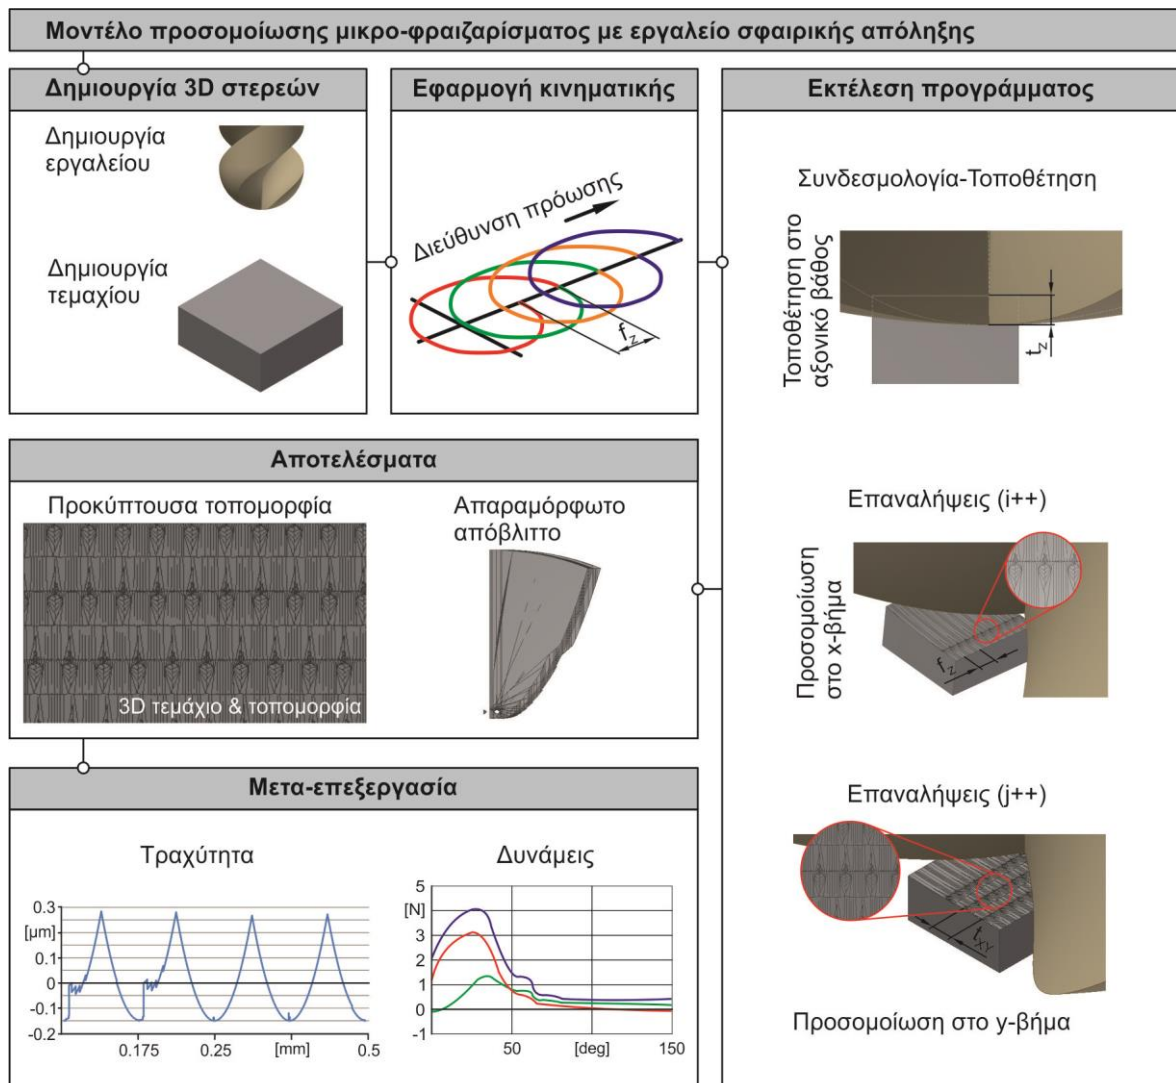 Μοντέλο προσομοίωσης μικρο-φραιζαρίσματος με εργαλείο σφαιρικής απόληξης
Δημιουργία 3D στερεών
Δημιουργία
εργαλείου
Δημιουργία
τεμαχίου
Εφαρμογή κινηματικής
Διεύθυνση πρόωσης
fz
Εκτέλεση προγράμματος
Συνδεσμολογία-Τοποθέτηση
Τοποθέτηση στο
αξονικό βάθος
tz
Επαναλήψεις (i++)
Προσομοίωση
στο x-βήμα
fz
Επαναλήψεις (j++)
txy
Προσομοίωση στο y-βήμα
Αποτελέσματα
Προκύπτουσα τοπομορφία
3D τεμάχιο & τοπομορφία
Απαραμόρφωτο
απόβλιττο
Μετα-επεξεργασία
Τραχύτητα
0.3
[μm]
0.1
0
-0.1
-0.2
0.175 0.25 [mm] 0.5
Δυνάμεις
5
[N]
3
2
1
0
-1
50 [deg] 150